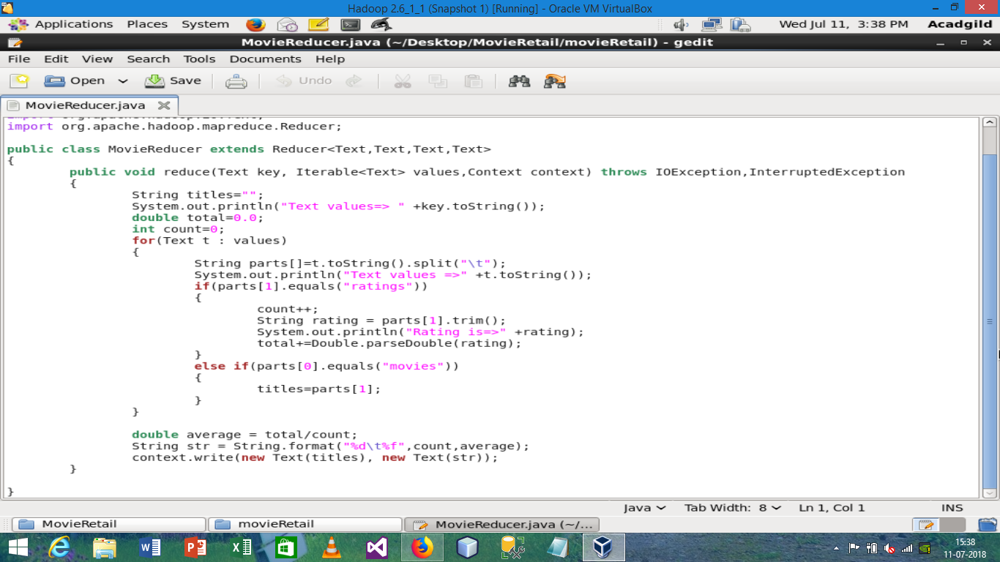 Hadoop 2.6_1_1 (Snapshot 1) [Running] - Oracle VM VirtualBox
Applications Places System Wed Jul 11, 3:38 PM Acadgild
MovieReducer.java (~/Desktop/MovieRetail/movieRetail) - gedit
File Edit View Search Tools Documents Help
Open Save Undo
MovieReducer.java
import org.apache.hadoop.mapreduce.Reducer;
public class MovieReducer extends Reducer<Text,Text,Text,Text>
{
public void reduce(Text key, Iterable<Text> values,Context context) throws IOException,InterruptedException
{
String titles="";
System.out.println("Text values=> " +key.toString());
double total=0.0;
int count=0;
for(Text t : values)
{
String parts[]=t.toString().split("\t");
System.out.println("Text values =>" +t.toString());
if(parts[1].equals("ratings"))
{
count++;
String rating = parts[1].trim();
System.out.println("Rating is=>" +rating);
total+=Double.parseDouble(rating);
}
else if(parts[0].equals("movies"))
{
titles=parts[1];
}
}
double average = total/count;
String str = String.format("%d\t%f",count,average);
context.write(new Text(titles), new Text(str));
}
}
Java Tab Width: 8 Ln 1, Col 1 INS
MovieRetail movieRetail MovieReducer.java (~/...
15:38
11-07-2018